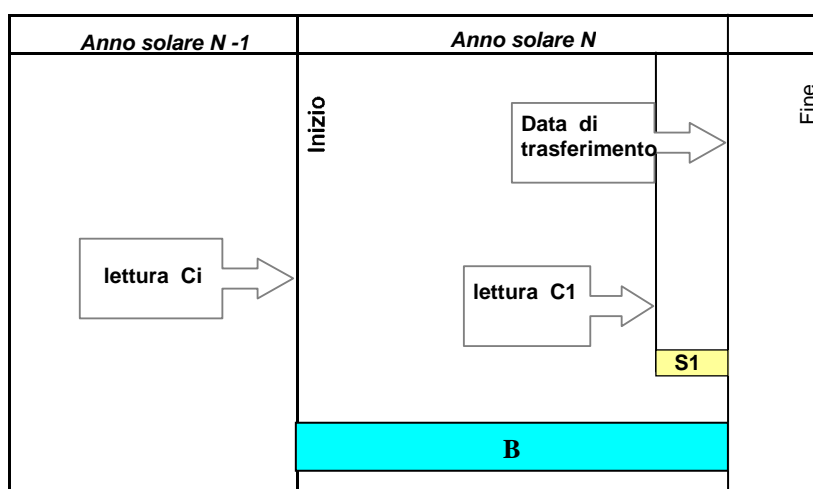 Anno solare N -1
Anno solare N
Inizio
Data di
trasferimento
Fine
lettura Ci
lettura C1
S1
B